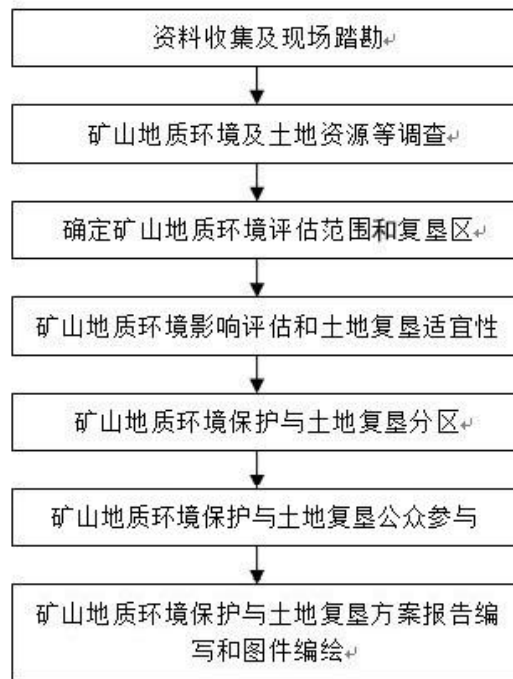 资料收集及现场踏勘
矿山地质环境及土地资源等调查
确定矿山地质环境评估范围和复垦区
矿山地质环境影响评估和土地复垦适宜性
矿山地质环境保护与土地复垦分区
矿山地质环境保护与土地复垦公众参与
矿山地质环境保护与土地复垦方案报告编
写和图件编绘